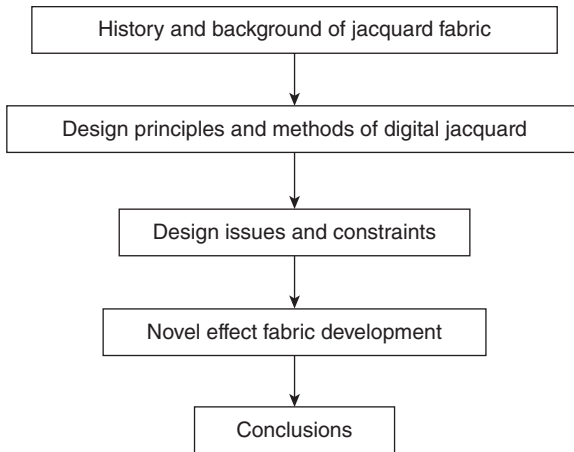 History and background of jacquard fabric
Design principles and methods of digital jacquard
Design issues and constraints
Novel effect fabric development
Conclusions